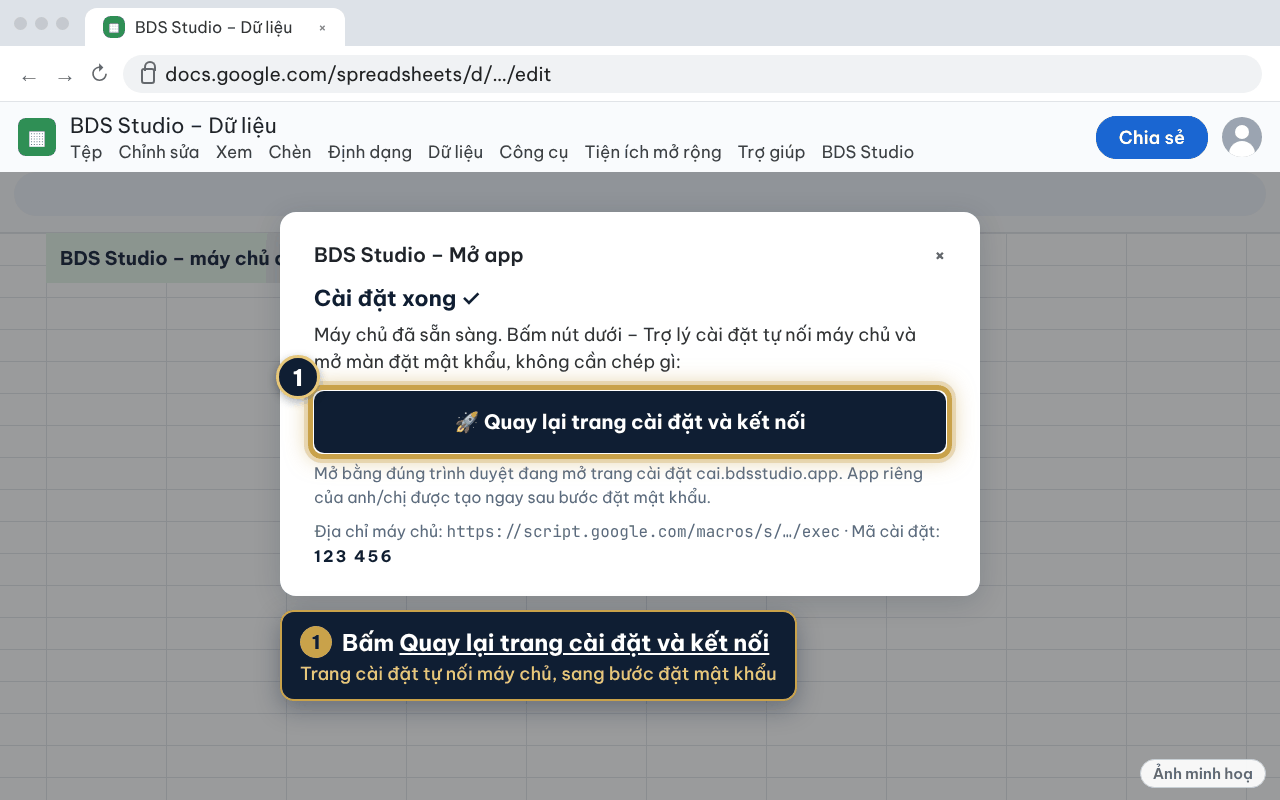 BDS Studio – Dữ liệu ×
docs.google.com/spreadsheets/d/…/edit
BDS Studio – Dữ liệu
Tệp Chỉnh sửa Xem Chèn Định dạng Dữ liệu Công cụ Tiện ích mở rộng Trợ giúp BDS Studio
Chia sẻ
BDS Studio – máy chủ
BDS Studio – Mở app ×
Cài đặt xong ✓
Máy chủ đã sẵn sàng. Bấm nút dưới – Trợ lý cài đặt tự nối máy chủ và
mở màn đặt mật khẩu, không cần chép gì:
1
🚀 Quay lại trang cài đặt và kết nối
Mở bằng đúng trình duyệt đang mở trang cài đặt cai.bdsstudio.app. App riêng
của anh/chị được tạo ngay sau bước đặt mật khẩu.
Địa chỉ máy chủ: https://script.google.com/macros/s/…/exec · Mã cài đặt:
123 456
1 Bấm Quay lại trang cài đặt và kết nối
Trang cài đặt tự nối máy chủ, sang bước đặt mật khẩu
Ảnh minh hoạ